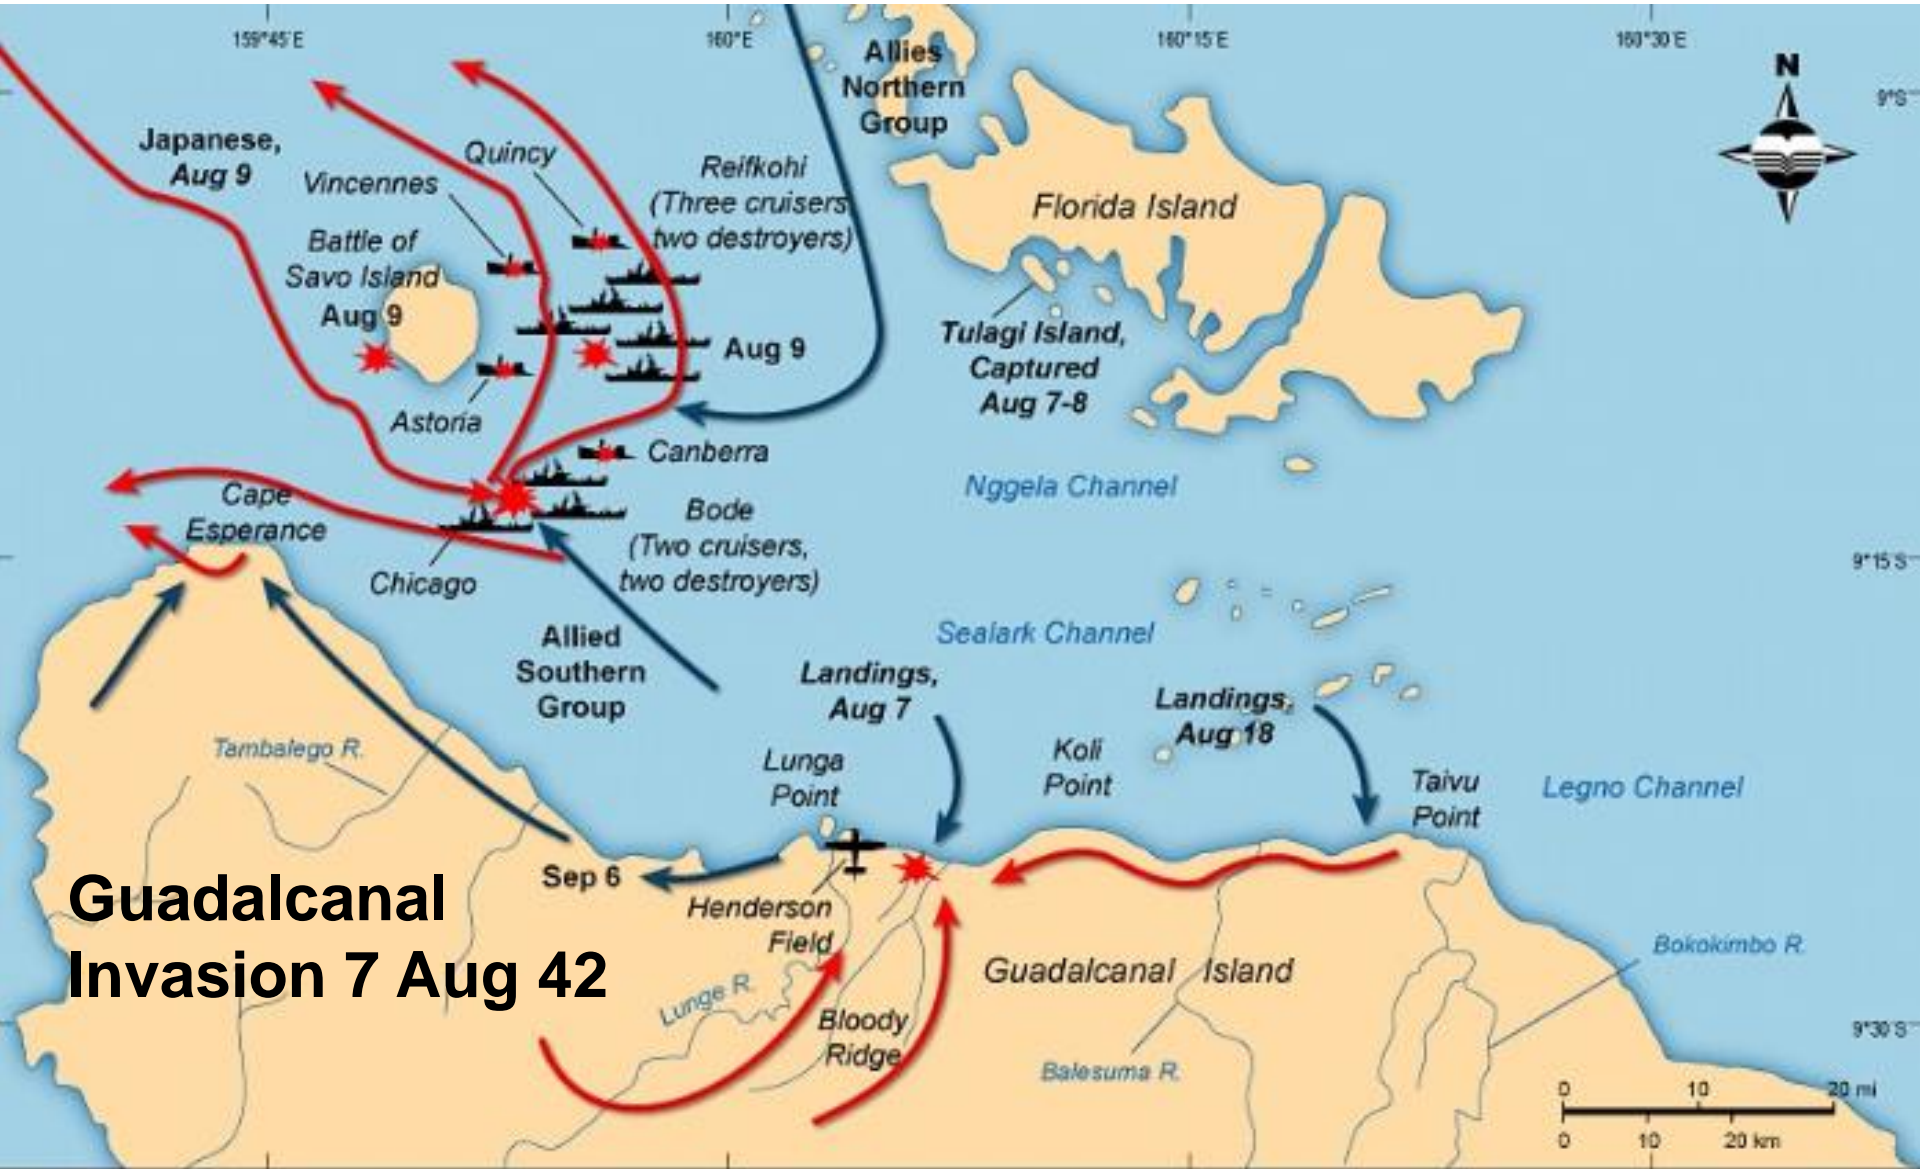 159°45'E
160°E
160°15'E
160°30'E
N
9°S
Allies
Northern
Group
Japanese,
Aug 9
Vincennes
Quincy
Reifkohi
(Three cruisers
two destroyers)
Battle of
Savo Island
Aug 9
Florida Island
Aug 9
Tulagi Island,
Captured
Aug 7-8
Astoria
Canberra
Nggela Channel
Cape
Esperance
Bode
(Two cruisers,
two destroyers)
Chicago
9°15'S
Allied
Southern
Group
Sealark Channel
Landings,
Aug 7
Landings,
Aug 18
Tambalego R.
Lunga
Point
Koli
Point
Taivu
Point
Legno Channel
Sep 6
Henderson
Field
Guadalcanal
Invasion 7 Aug 42
Guadalcanal Island
Bokokimbo R.
Lunge R.
Bloody
Ridge
Balesuma R.
9°30'S
0 10 20 mi
0 10 20 km